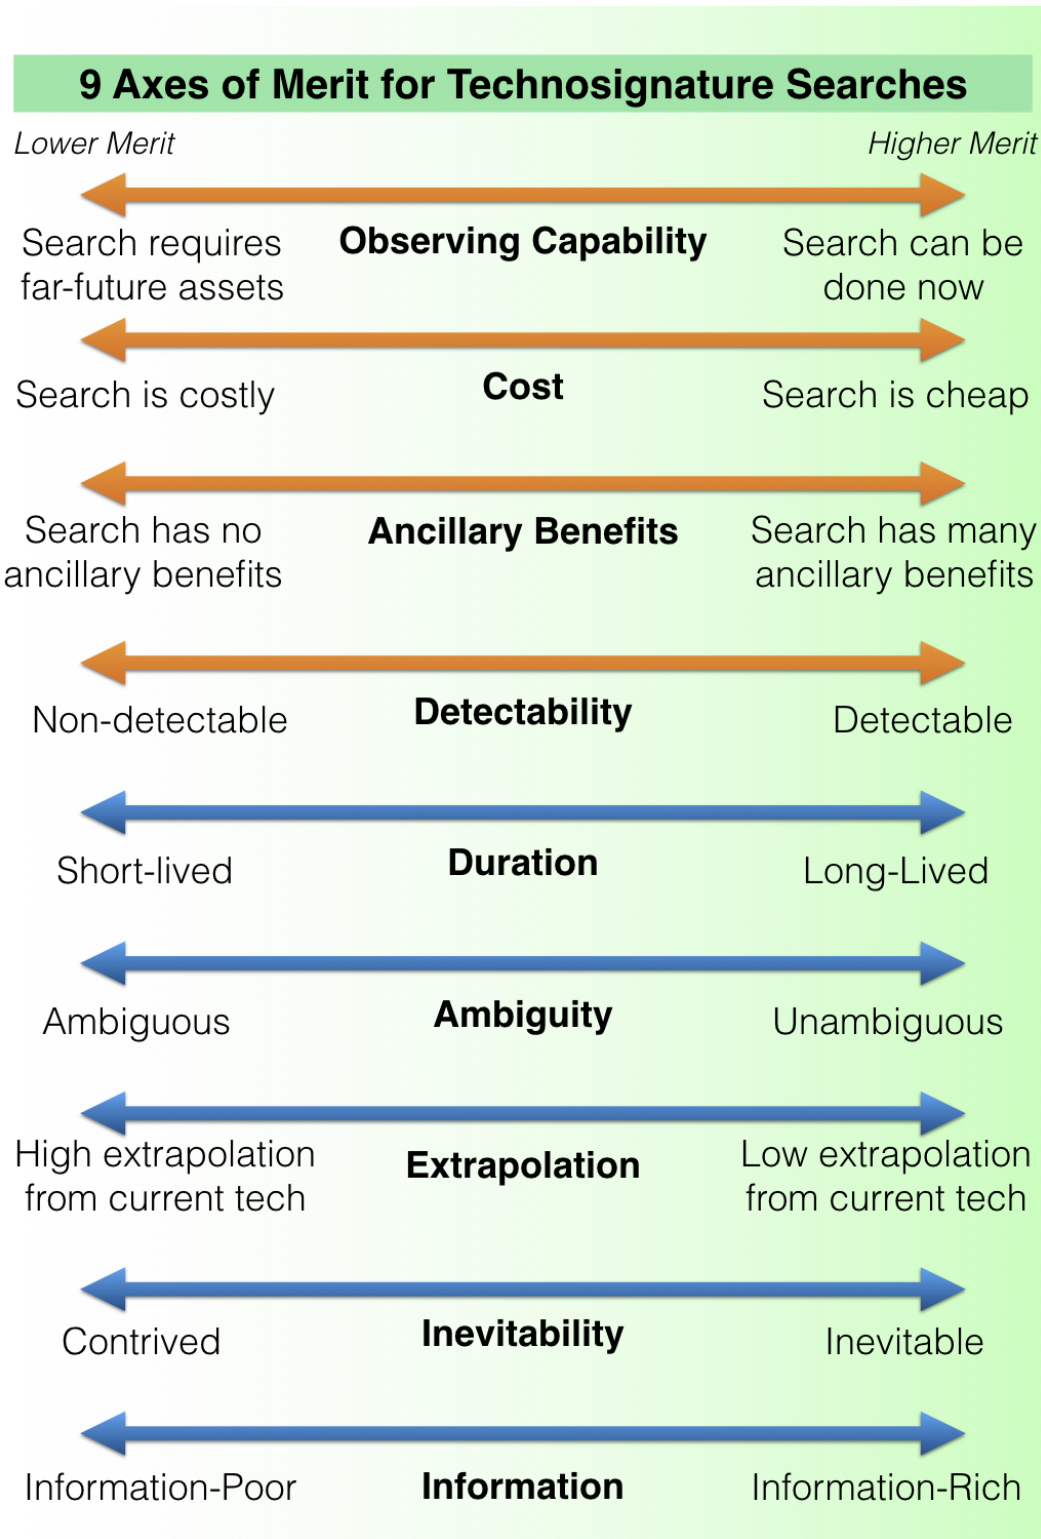 9 Axes of Merit for Technosignature Searches
Lower Merit
Higher Merit
Observing Capability
Search requires
far-future assets
Search can be
done now
Cost
Search is costly
Search is cheap
Ancillary Benefits
Search has no
ancillary benefits
Search has many
ancillary benefits
Detectability
Non-detectable
Detectable
Duration
Short-lived
Long-Lived
Ambiguity
Ambiguous
Unambiguous
Extrapolation
High extrapolation
from current tech
Low extrapolation
from current tech
Inevitability
Contrived
Inevitable
Information
Information-Poor
Information-Rich